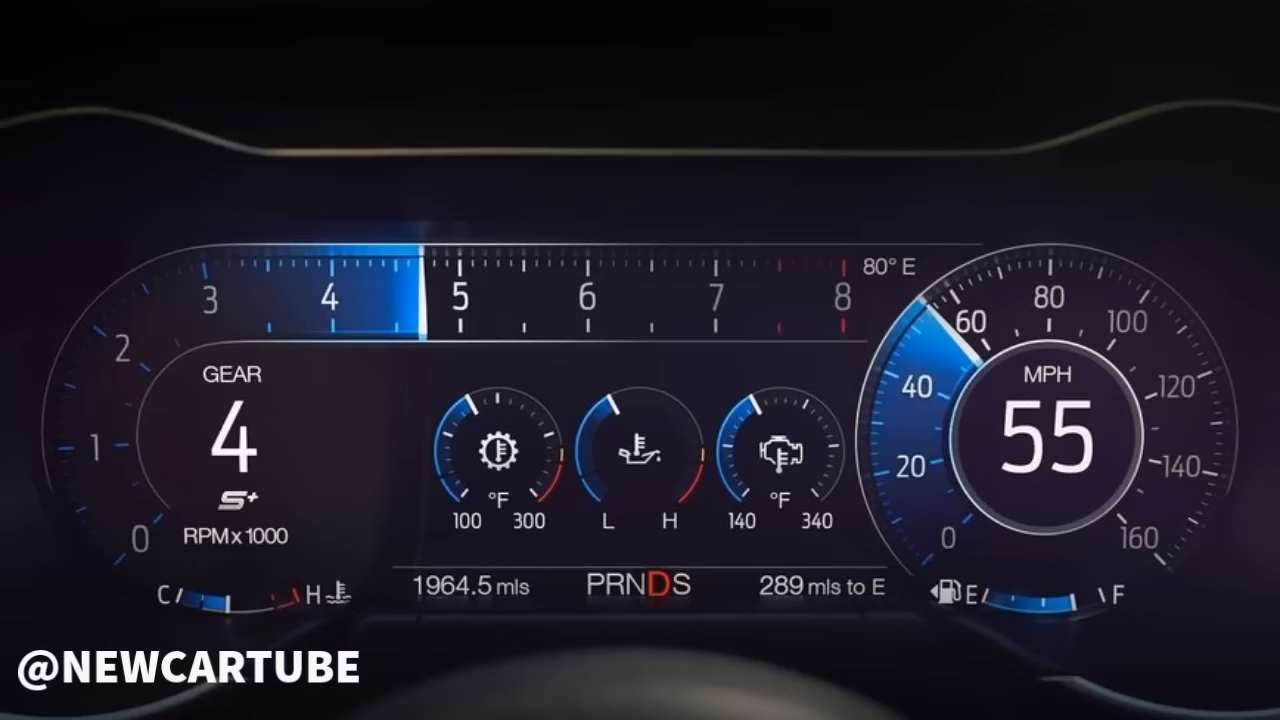 3 4 5 6 7 8 80° E
2
1
0
GEAR
4
S+
RPM x 1000
C H
°F
100 300
L H
°F
140 340
0 20 40 60 80 100 120 140 160
MPH
55
1964.5 mls PRNDS 289 mls to E
E F
@NEWCARTUBE